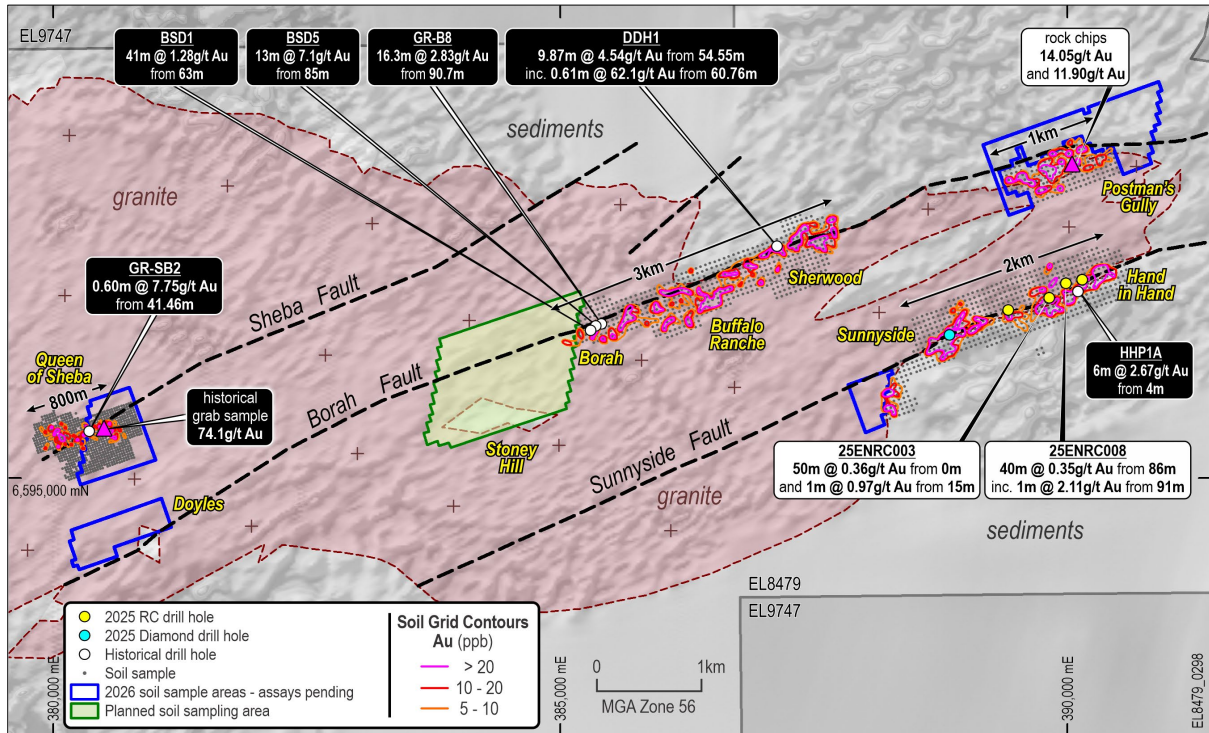 EL9747
BSD1
41m @ 1.28g/t Au
from 63m
BSD5
13m @ 7.1g/t Au
from 85m
GR-B8
16.3m @ 2.83g/t Au
from 90.7m
DDH1
9.87m @ 4.54g/t Au from 54.55m
inc. 0.61m @ 62.1g/t Au from 60.76m
rock chips
14.05g/t Au
and 11.90g/t Au
sediments
1km
granite
Postman's
Gully
GR-SB2
0.60m @ 7.75g/t Au
from 41.46m
3km
Sherwood
2km
Hand
in Hand
Sheba Fault
Buffalo
Ranche
Sunnyside
Borah
Queen
of Sheba
800m
historical
grab sample
74.1g/t Au
Borah Fault
HHP1A
6m @ 2.67g/t Au
from 4m
Stoney
Hill
Sunnyside Fault
25ENRC003
50m @ 0.36g/t Au from 0m
and 1m @ 0.97g/t Au from 15m
25ENRC008
40m @ 0.35g/t Au from 86m
inc. 1m @ 2.11g/t Au from 91m
6,595,000 mN
Doyles
granite
sediments
EL8479
EL9747
2025 RC drill hole
2025 Diamond drill hole
Historical drill hole
Soil sample
2026 soil sample areas - assays pending
Planned soil sampling area
Soil Grid Contours
Au (ppb)
> 20
10 - 20
5 - 10
0 1km
MGA Zone 56
380,000 mE
385,000 mE
390,000 mE
EL8479_0298